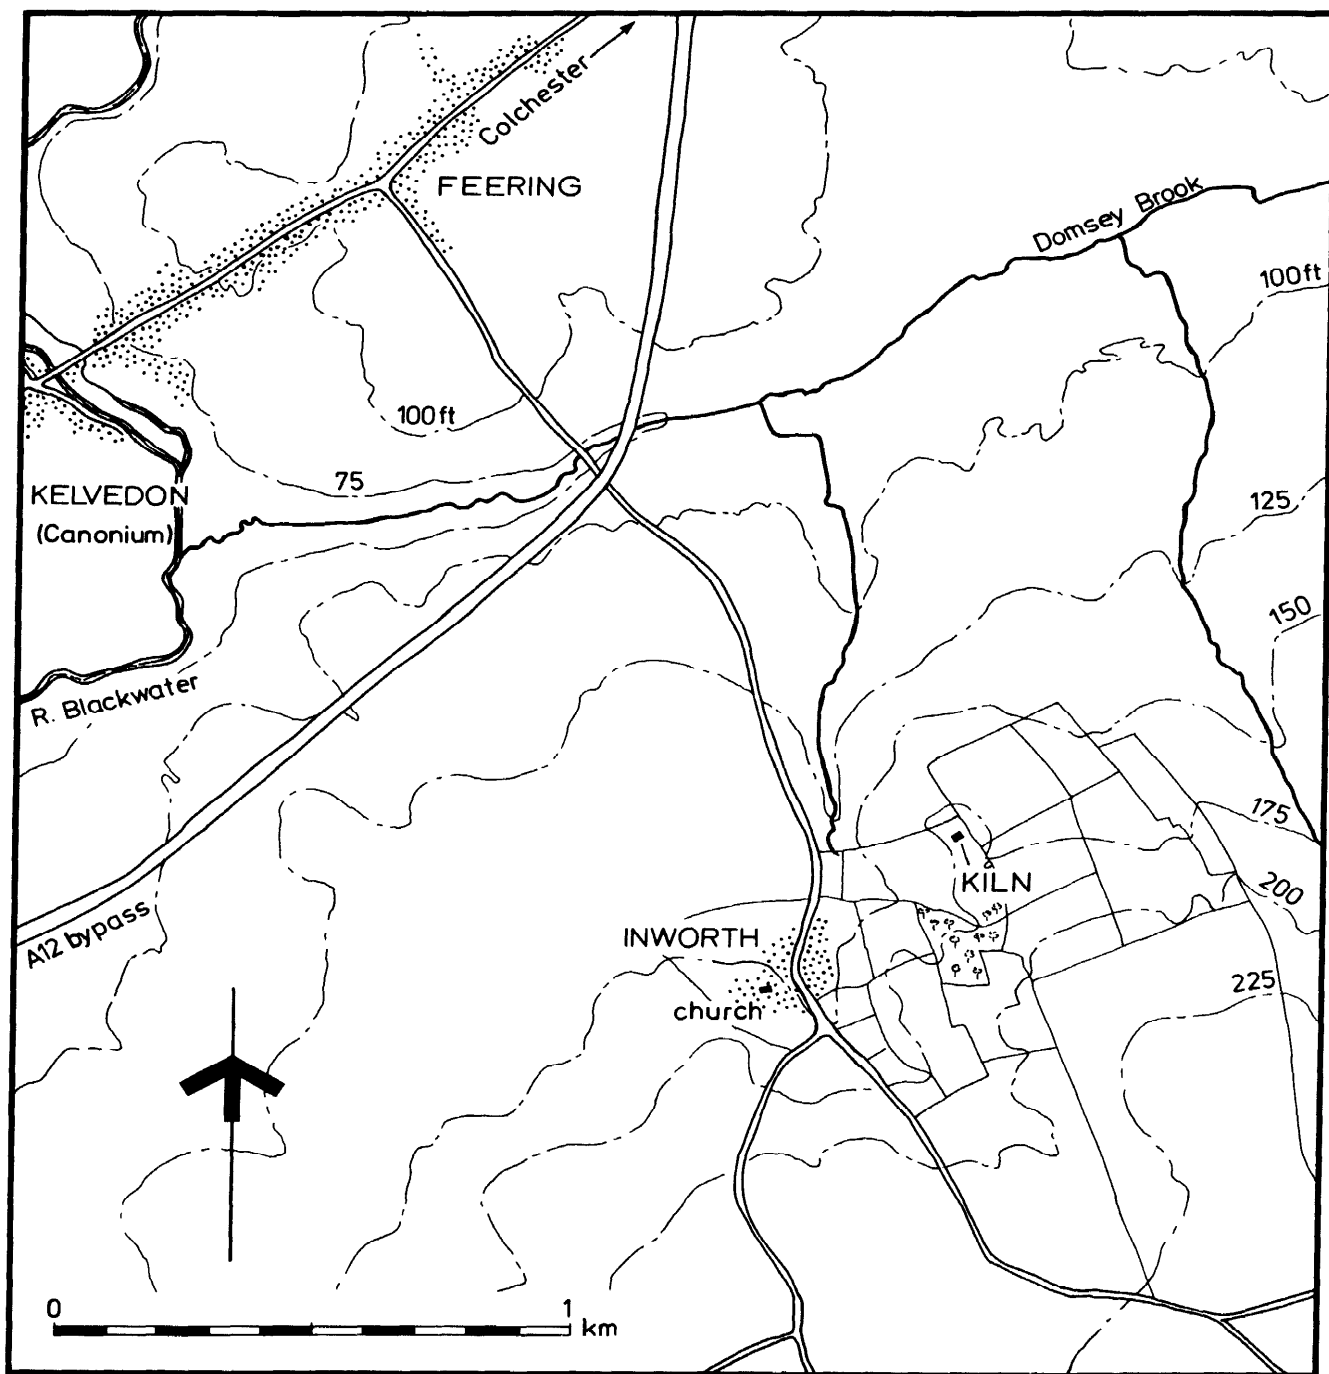 Colchester
FEERING
Domsey Brook
100ft
100ft
75
KELVEDON
(Canonium)
125
150
R. Blackwater
175
KILN
200
A12 bypass
INWORTH
church
225
0
1
km